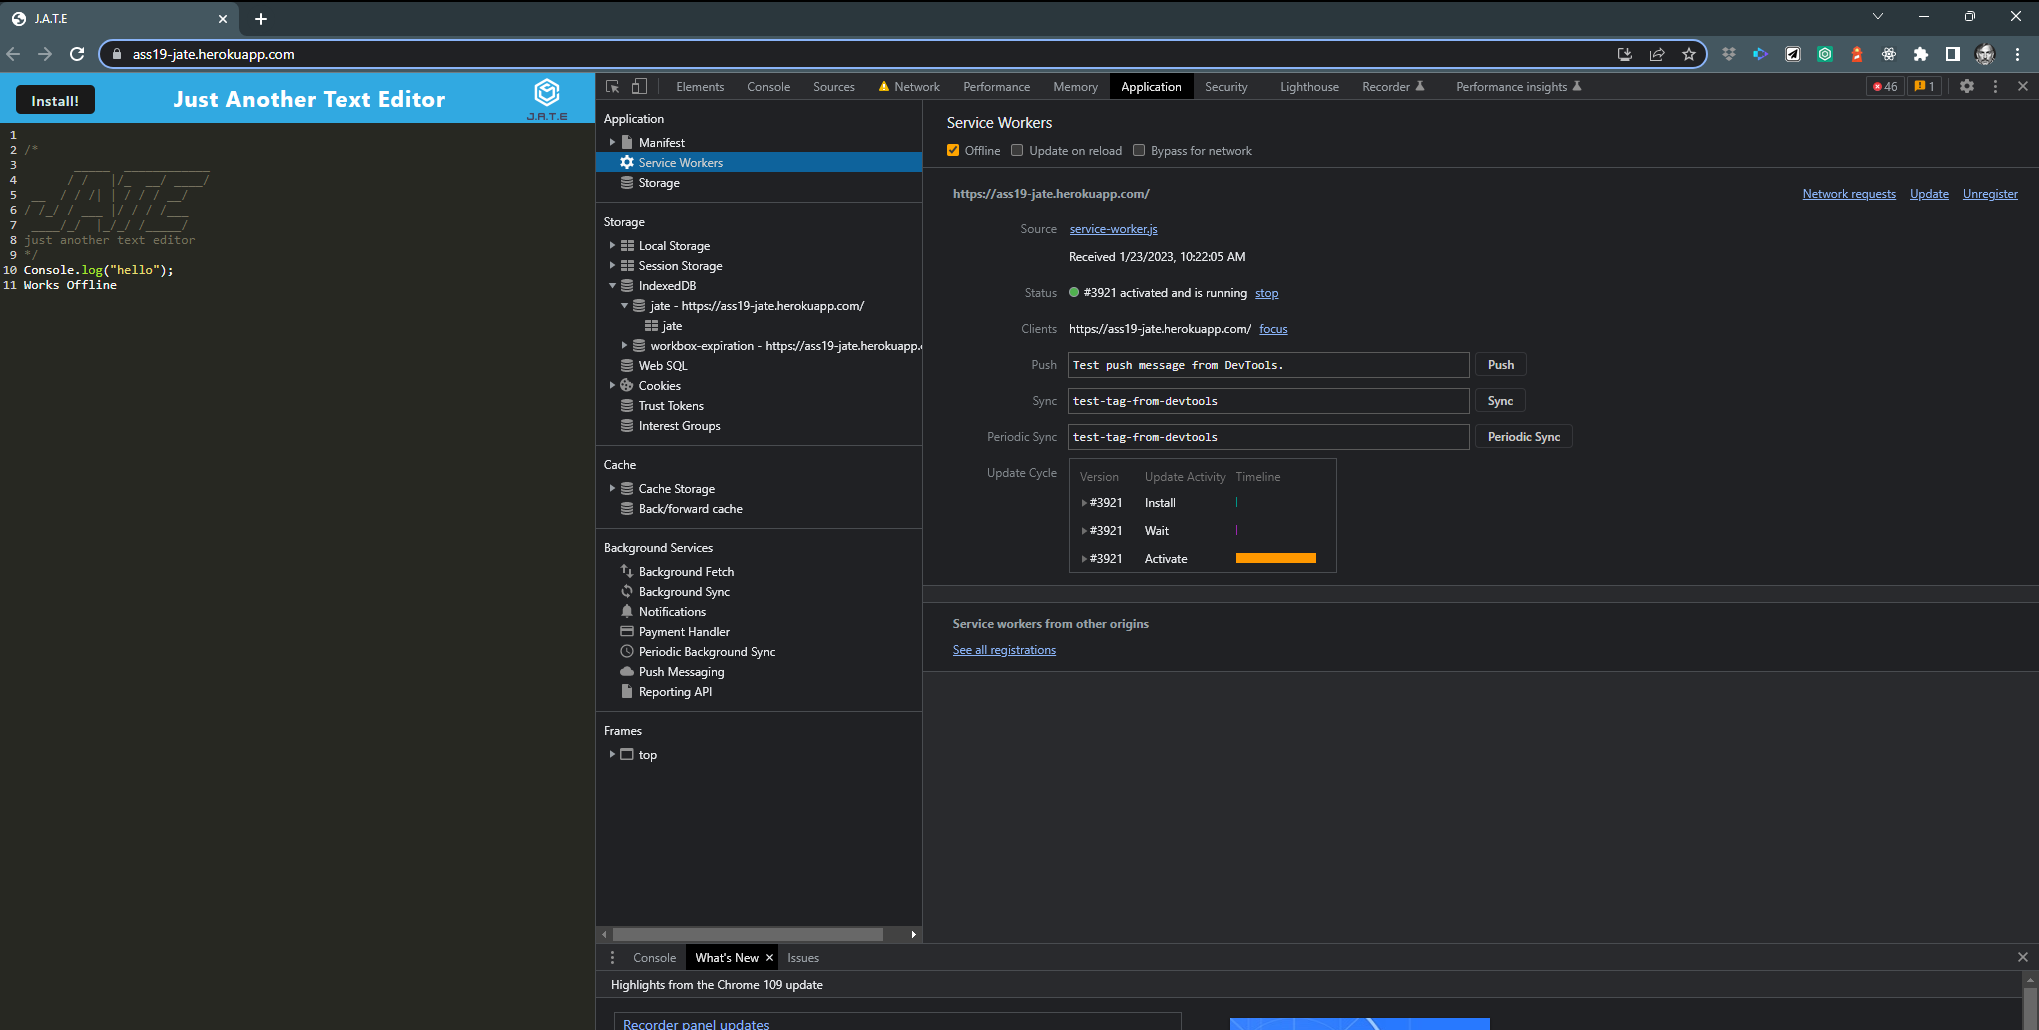 J.A.T.E
ass19-jate.herokuapp.com
Install!
Just Another Text Editor
J.A.T.E
1
2 /*
3      _____  ____________
4      / /   |/_  __/ ____/
5  __  / / /| | / / / __/
6 / /_/ / ___ |/ / / /___
7  ____/_/  |_/_/ /_____/
8 just another text editor
9 */
10 Console.log("hello");
11 Works Offline
Elements Console Sources Network Performance Memory Application Security Lighthouse Recorder Performance insights 46 1
Application
Manifest
Service Workers
Storage
Storage
Local Storage
Session Storage
IndexedDB
jate - https://ass19-jate.herokuapp.com/
jate
workbox-expiration - https://ass19-jate.herokuapp.
Web SQL
Cookies
Trust Tokens
Interest Groups
Cache
Cache Storage
Back/forward cache
Background Services
Background Fetch
Background Sync
Notifications
Payment Handler
Periodic Background Sync
Push Messaging
Reporting API
Frames
top
Service Workers
Offline Update on reload Bypass for network
https://ass19-jate.herokuapp.com/ Network requests Update Unregister
Source service-worker.js
Received 1/23/2023, 10:22:05 AM
Status #3921 activated and is running stop
Clients https://ass19-jate.herokuapp.com/ focus
Push Test push message from DevTools. Push
Sync test-tag-from-devtools Sync
Periodic Sync test-tag-from-devtools Periodic Sync
Update Cycle Version Update Activity Timeline
#3921 Install
#3921 Wait
#3921 Activate
Service workers from other origins
See all registrations
Console What's New Issues
Highlights from the Chrome 109 update
Recorder panel updates